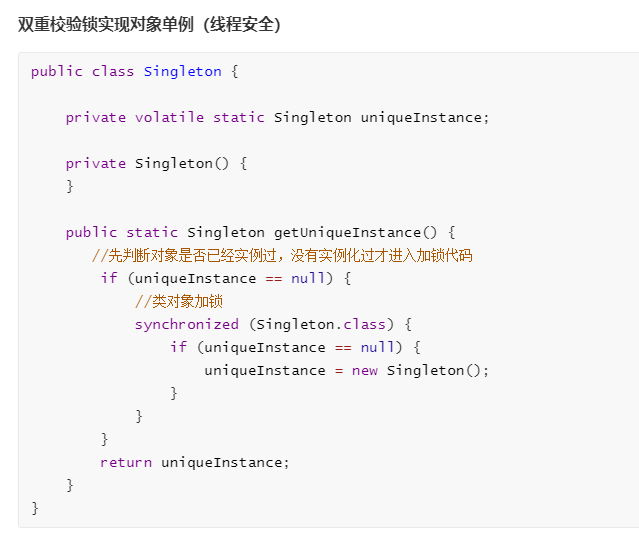 双重校验锁实现对象单例（线程安全）
public class Singleton {
private volatile static Singleton uniqueInstance;
private Singleton() {
}
public static Singleton getUniqueInstance() {
//先判断对象是否已经实例过，没有实例化过才进入加锁代码
if (uniqueInstance == null) {
//类对象加锁
synchronized (Singleton.class) {
if (uniqueInstance == null) {
uniqueInstance = new Singleton();
}
}
}
return uniqueInstance;
}
}